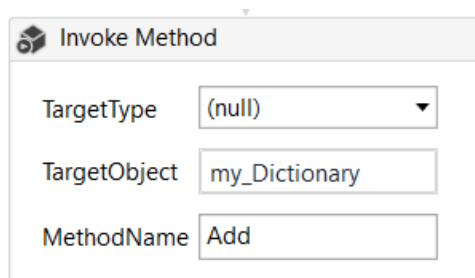 Invoke Method
TargetType (null)
TargetObject my_Dictionary
MethodName Add